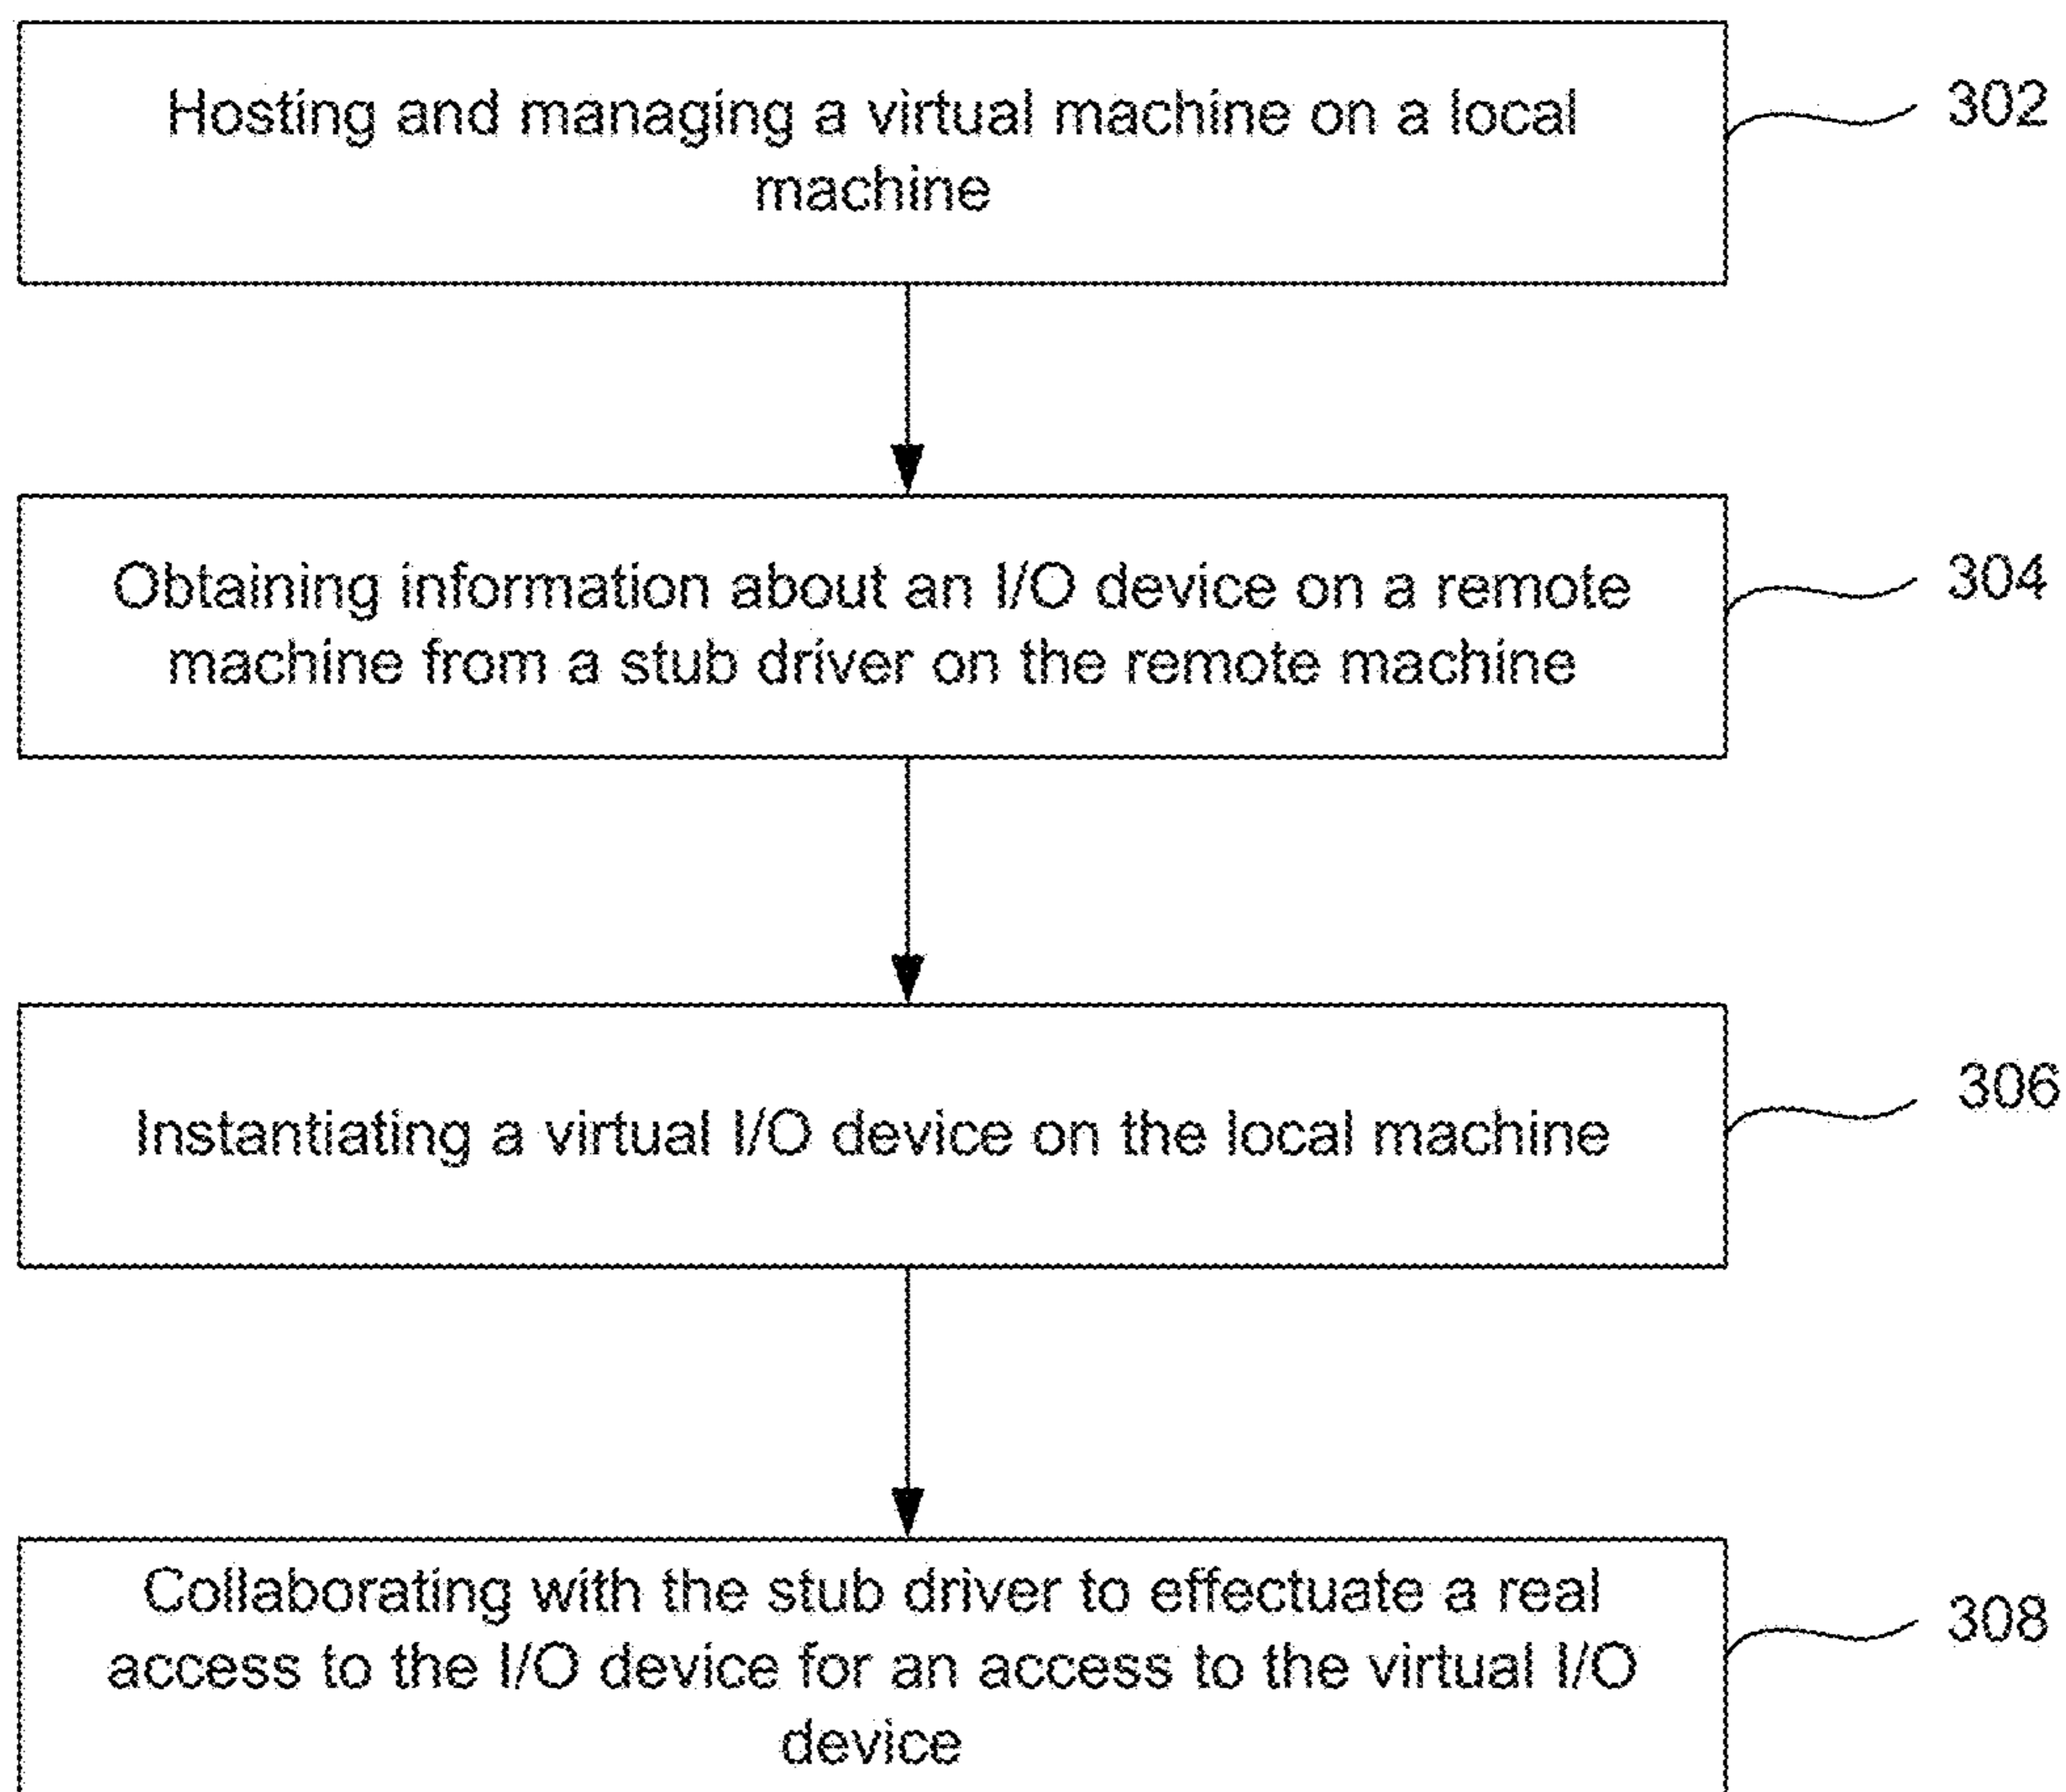 Hosting and managing a virtual machine on a local
machine
302
Obtaining information about an I/O device on a remote
machine from a stub driver on the remote machine
304
Instantiating a virtual I/O device on the local machine
306
Collaborating with the stub driver to effectuate a real
access to the I/O device for an access to the virtual I/O
device
308